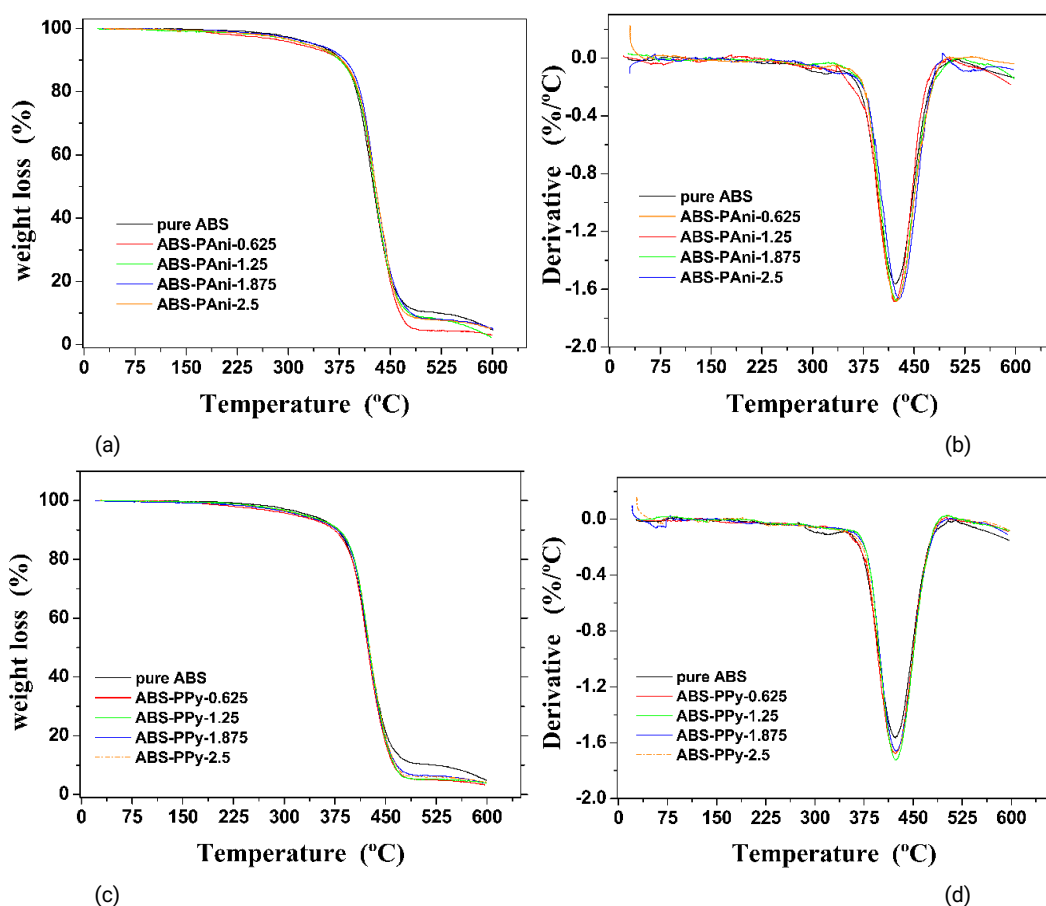 100
80
60
40
20
0
weight loss (%)
pure ABS
ABS-PAni-0.625
ABS-PAni-1.25
ABS-PAni-1.875
ABS-PAni-2.5
0 75 150 225 300 375 450 525 600
Temperature (ºC)
(a)
0.0
-0.4
-0.8
-1.2
-1.6
-2.0
Derivative (%/ºC)
pure ABS
ABS-PAni-0.625
ABS-PAni-1.25
ABS-PAni-1.875
ABS-PAni-2.5
0 75 150 225 300 375 450 525 600
Temperature (ºC)
(b)
100
80
60
40
20
0
weight loss (%)
pure ABS
ABS-PPy-0.625
ABS-PPy-1.25
ABS-PPy-1.875
ABS-PPy-2.5
0 75 150 225 300 375 450 525 600
Temperature (ºC)
(c)
0.0
-0.4
-0.8
-1.2
-1.6
-2.0
Derivative (%/ºC)
pure ABS
ABS-PPy-0.625
ABS-PPy-1.25
ABS-PPy-1.875
ABS-PPy-2.5
0 75 150 225 300 375 450 525 600
Temperature (ºC)
(d)